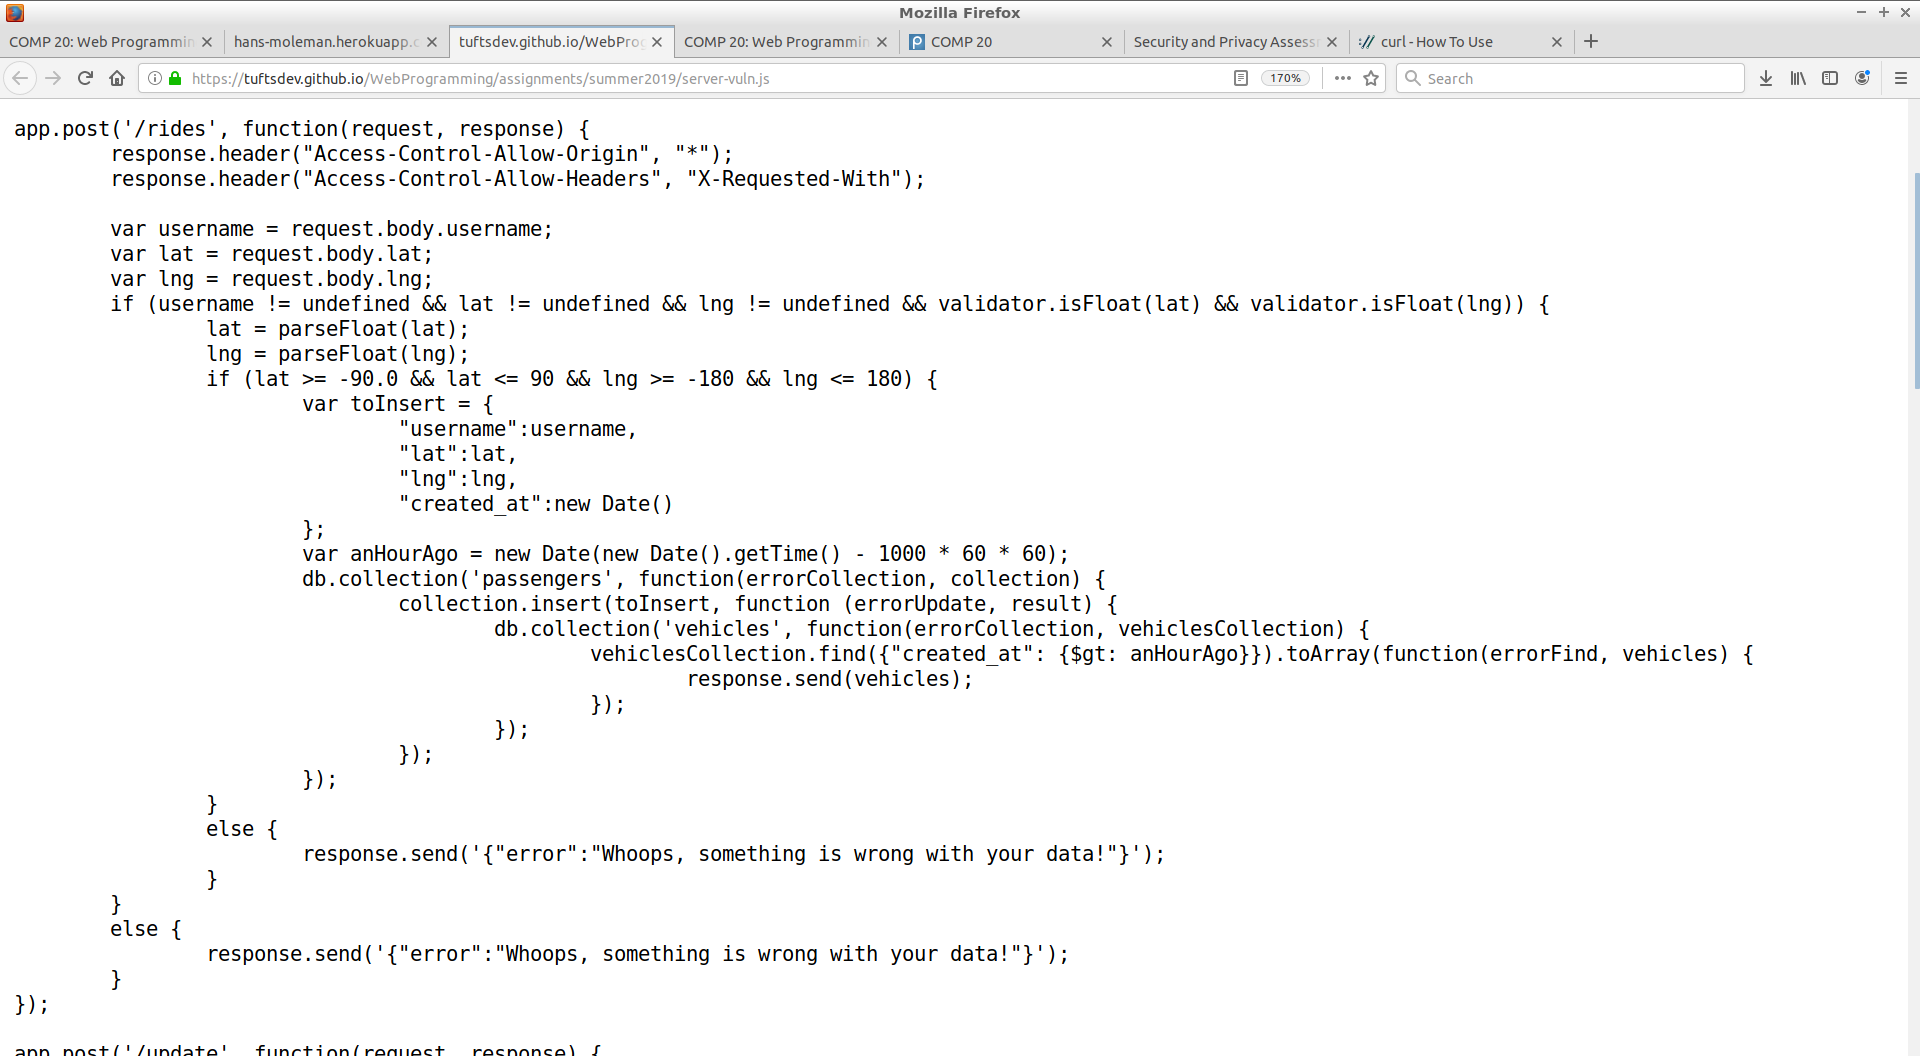 Mozilla Firefox
COMP 20: Web Programmin
hans-moleman.herokuapp.c
tuftsdev.github.io/WebProg
COMP 20: Web Programmin
COMP 20
Security and Privacy Assess
curl - How To Use
https://tuftsdev.github.io/WebProgramming/assignments/summer2019/server-vuln.js
170%
Search
app.post('/rides', function(request, response) {
response.header("Access-Control-Allow-Origin", "*");
response.header("Access-Control-Allow-Headers", "X-Requested-With");
var username = request.body.username;
var lat = request.body.lat;
var lng = request.body.lng;
if (username != undefined && lat != undefined && lng != undefined && validator.isFloat(lat) && validator.isFloat(lng)) {
lat = parseFloat(lat);
lng = parseFloat(lng);
if (lat >= -90.0 && lat <= 90 && lng >= -180 && lng <= 180) {
var toInsert = {
"username":username,
"lat":lat,
"lng":lng,
"created_at":new Date()
};
var anHourAgo = new Date(new Date().getTime() - 1000 * 60 * 60);
db.collection('passengers', function(errorCollection, collection) {
collection.insert(toInsert, function (errorUpdate, result) {
db.collection('vehicles', function(errorCollection, vehiclesCollection) {
vehiclesCollection.find({"created_at": {$gt: anHourAgo}}).toArray(function(errorFind, vehicles) {
response.send(vehicles);
});
});
});
});
}
else {
response.send('{"error":"Whoops, something is wrong with your data!"}');
}
}
else {
response.send('{"error":"Whoops, something is wrong with your data!"}');
}
});
app.post('/update', function(request, response) {